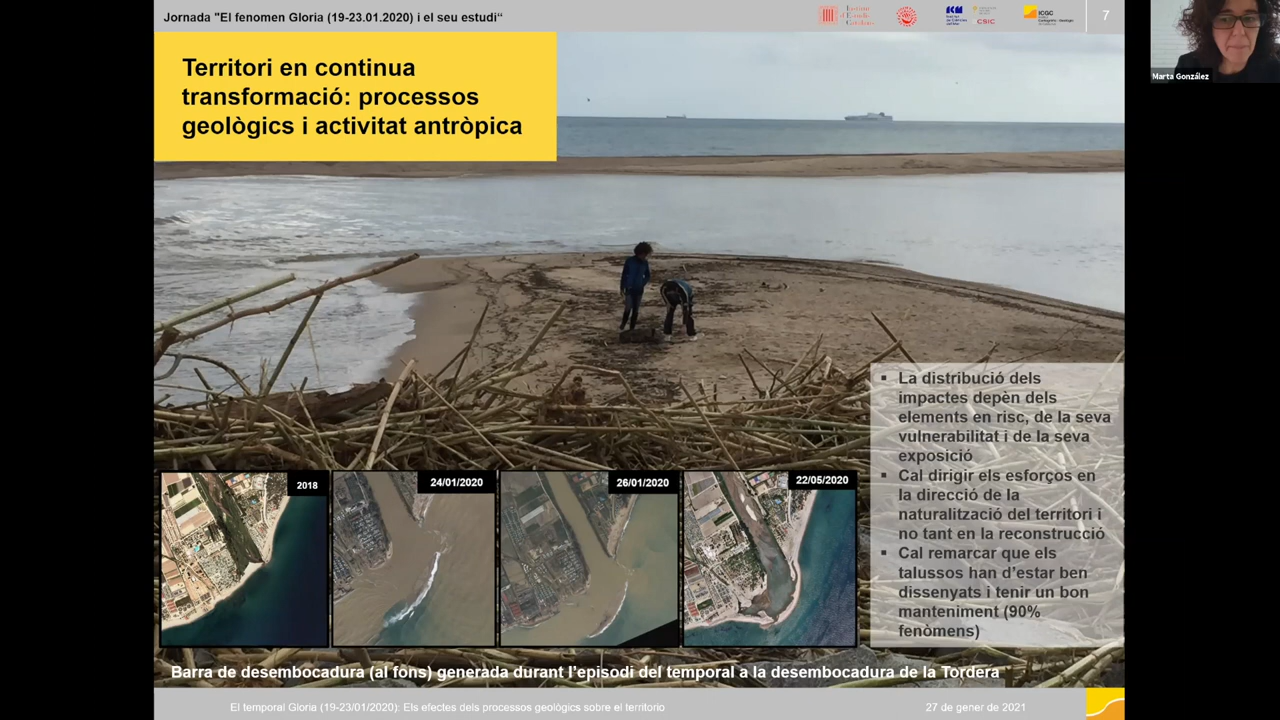 Jornada "El fenomen Gloria (19-23.01.2020) i el seu estudi“
CSIC
ICGC
7
Marta González
Territori en continua
transformació: processos
geològics i activitat antròpica
La distribució dels
impactes depèn dels
elements en risc, de la seva
vulnerabilitat i de la seva
exposició
Cal dirigir els esforços en
la direcció de la
naturalització del territori i
no tant en la reconstrucció
Cal remarcar que els
talussos han d’estar ben
dissenyats i tenir un bon
manteniment (90%
fenòmens)
2018
24/01/2020
26/01/2020
22/05/2020
Barra de desembocadura (al fons) generada durant l’episodi del temporal a la desembocadura de la Tordera
El temporal Gloria (19-23/01/2020): Els efectes dels processos geològics sobre el territorio
27 de gener de 2021